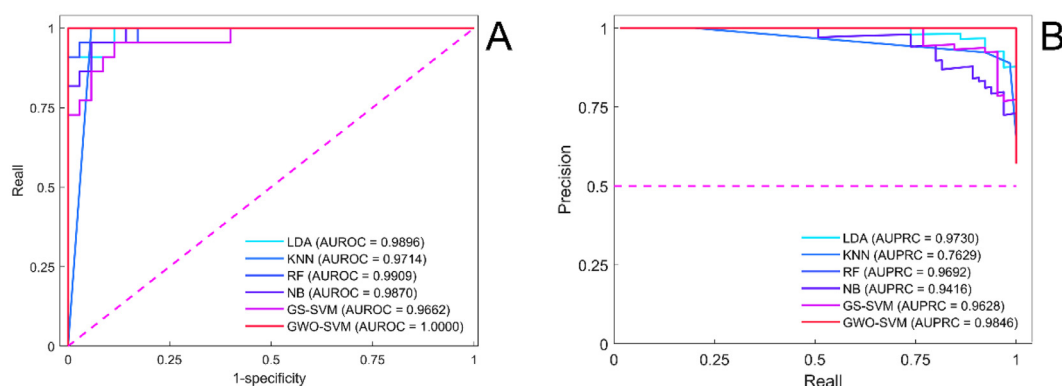 A
1
0.75
0.5
0.25
0
Reall
0
0.25
0.5
0.75
1
1-specificity
LDA (AUROC = 0.9896)
KNN (AUROC = 0.9714)
RF (AUROC = 0.9909)
NB (AUROC = 0.9870)
GS-SVM (AUROC = 0.9662)
GWO-SVM (AUROC = 1.0000)
B
1
0.75
0.5
0.25
0
Precision
0
0.25
0.5
0.75
1
Reall
LDA (AUPRC = 0.9730)
KNN (AUPRC = 0.7629)
RF (AUPRC = 0.9692)
NB (AUPRC = 0.9416)
GS-SVM (AUPRC = 0.9628)
GWO-SVM (AUPRC = 0.9846)